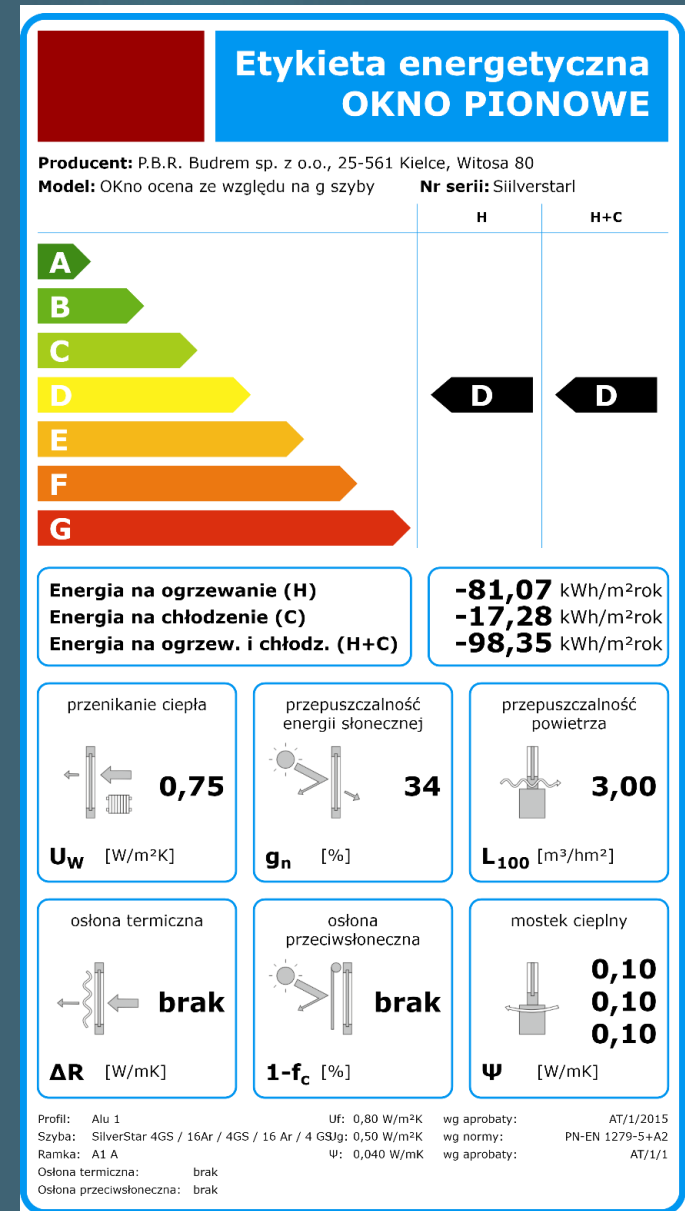 Etykieta energetyczna
OKNO PIONOWE
Producent: P.B.R. Budrem sp. z o.o., 25-561 Kielce, Witosa 80
Model: OKno ocena ze względu na g szyby Nr serii: Siilverstarl
H H+C
A
B
C
D D D
E
F
G
Energia na ogrzewanie (H) -81,07 kWh/m²rok
Energia na chłodzenie (C) -17,28 kWh/m²rok
Energia na ogrzew. i chłodz. (H+C) -98,35 kWh/m²rok
przenikanie ciepła
0,75
Uw [W/m²K]
przepuszczalność
energii słonecznej
34
gn [%]
przepuszczalność
powietrza
3,00
L100 [m³/hm²]
osłona termiczna
brak
ΔR [W/mK]
osłona
przeciwsłoneczna
brak
1-fc [%]
mostek cieplny
0,10
0,10
0,10
Ψ [W/mK]
Profil: Alu 1 Uf: 0,80 W/m²K wg aprobaty: AT/1/2015
Szyba: SilverStar 4GS / 16Ar / 4GS / 16 Ar / 4 GS Ug: 0,50 W/m²K wg normy: PN-EN 1279-5+A2
Ramka: A1 A Ψ: 0,040 W/mK wg aprobaty: AT/1/1
Osłona termiczna: brak
Osłona przeciwsłoneczna: brak